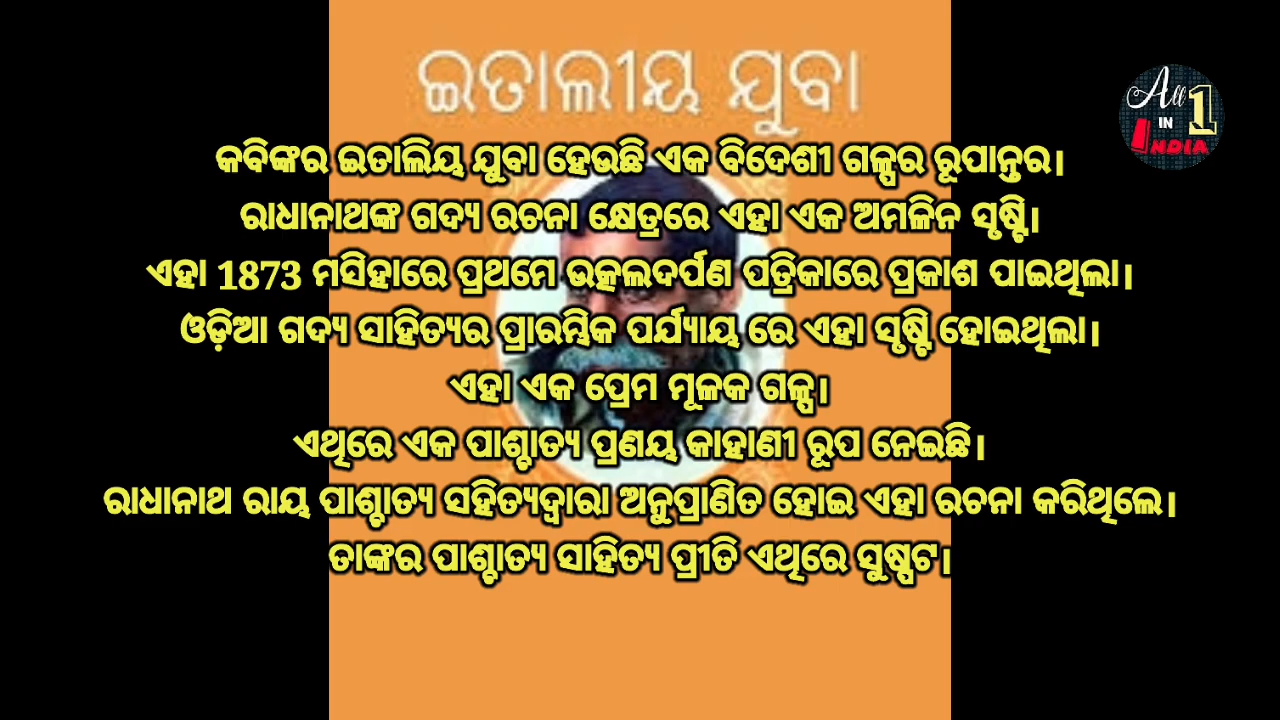 ଇତାଲୀୟ ଯୁବା
All
IN
1
INDIA
କବିଙ୍କର ଇତାଲିୟ ଯୁବା ହେଉଛି ଏକ ବିଦେଶୀ ଗଳ୍ପର ରୂପାନ୍ତର।
ରାଧାନାଥଙ୍କ ଗଦ୍ୟ ରଚନା କ୍ଷେତ୍ରରେ ଏହା ଏକ ଅମଳିନ ସୃଷ୍ଟି।
ଏହା 1873 ମସିହାରେ ପ୍ରଥମେ ଉତ୍କଲଦର୍ପଣ ପତ୍ରିକାରେ ପ୍ରକାଶ ପାଇଥିଲା।
ଓଡ଼ିଆ ଗଦ୍ୟ ସାହିତ୍ୟର ପ୍ରାରମ୍ଭିକ ପର୍ଯ୍ୟାୟ ରେ ଏହା ସୃଷ୍ଟି ହୋଇଥିଲା।
ଏହା ଏକ ପ୍ରେମ ମୂଳକ ଗଳ୍ପ।
ଏଥିରେ ଏକ ପାଶ୍ଚାତ୍ୟ ପ୍ରଣୟ କାହାଣୀ ରୂପ ନେଇଛି।
ରାଧାନାଥ ରାୟ ପାଶ୍ଚାତ୍ୟ ସହିତ୍ୟଦ୍ୱାରା ଅନୁପ୍ରାଣିତ ହୋଇ ଏହା ରଚନା କରିଥିଲେ।
ତାଙ୍କର ପାଶ୍ଚାତ୍ୟ ସାହିତ୍ୟ ପ୍ରୀତି ଏଥିରେ ସୁଷ୍ପଟ।